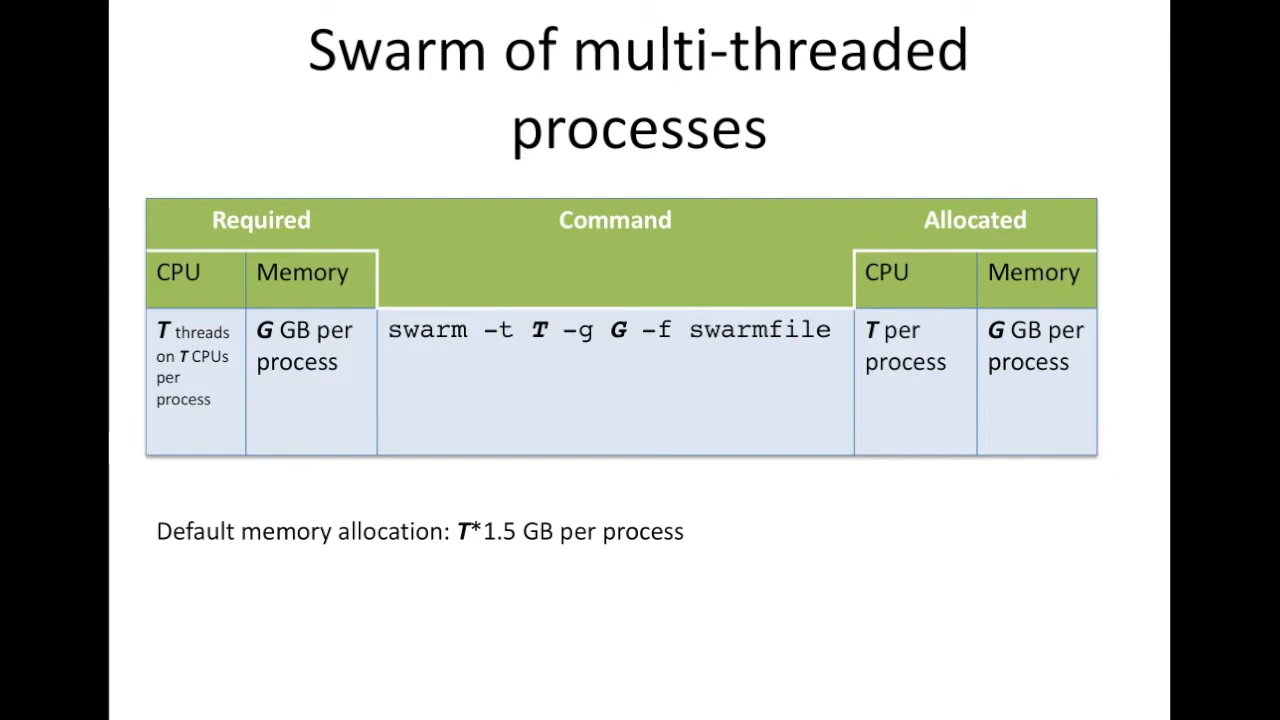 Swarm of multi-threaded
processes
Required Command Allocated
CPU Memory CPU Memory
T threads
on T CPUs
per
process
G GB per
process
swarm –t T –g G –f swarmfile
T per
process
G GB per
process
Default memory allocation: T*1.5 GB per process